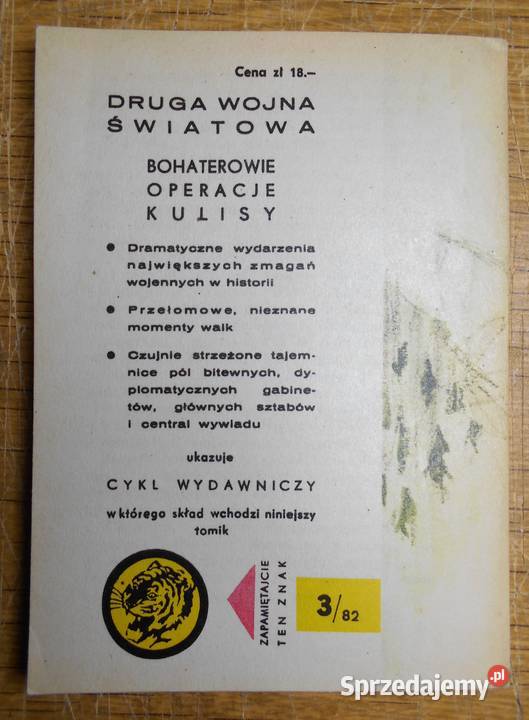 Cena zł 18.—
DRUGA WOJNA
ŚWIATOWA
BOHATEROWIE
OPERACJE
KULISY
● Dramatyczne wydarzenia
największych zmagań
wojennych w historii
● Przełomowe, nieznane
momenty walk
● Czujnie strzeżone tajem-
nice pól bitewnych, dy-
plomatycznych gabine-
tów, głównych sztabów
i central wywiadu
ukazuje
CYKL WYDAWNICZY
w którego skład wchodzi niniejszy
tomik
ZAPAMIĘTAJCIE
TEN ZNAK
3/82
Sprzedajemy.pl